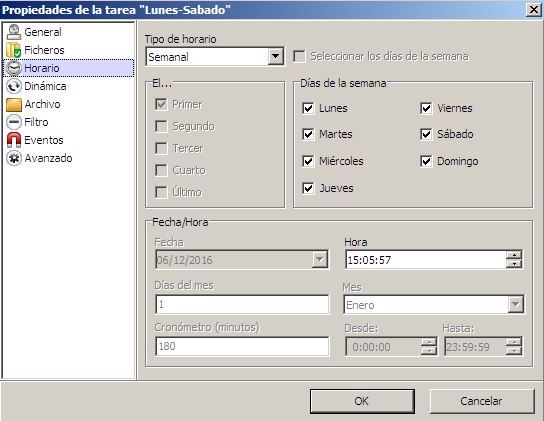 Propiedades de la tarea "Lunes-Sabado"
General
Ficheros
Horario
Dinámica
Archivo
Filtro
Eventos
Avanzado
Tipo de horario
Semanal
Seleccionar los días de la semana
El...
Primer
Segundo
Tercer
Cuarto
Último
Días de la semana
Lunes
Viernes
Martes
Sábado
Miércoles
Domingo
Jueves
Fecha/Hora
Fecha
Hora
06/12/2016
15:05:57
Días del mes
Mes
1
Enero
Cronómetro (minutos)
Desde:
Hasta:
180
0:00:00
23:59:59
OK
Cancelar